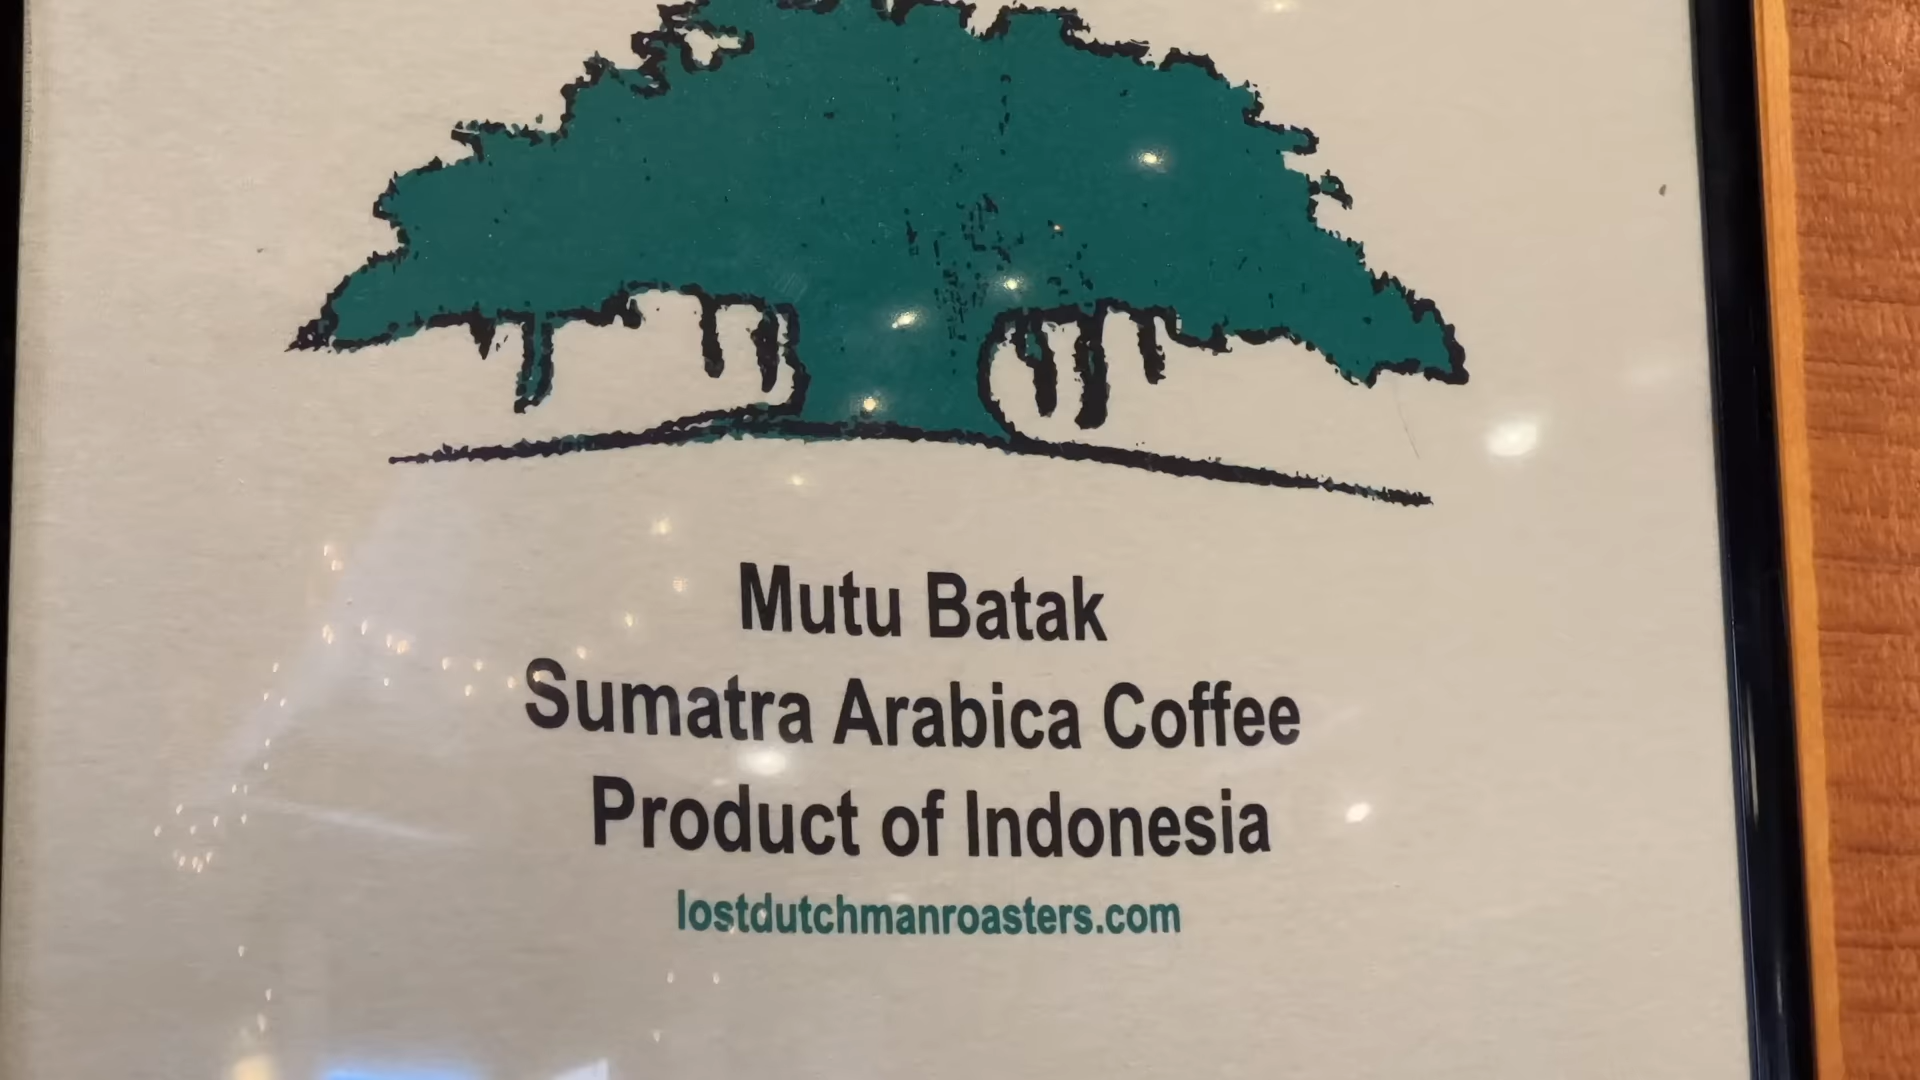 Mutu Batak
Sumatra Arabica Coffee
Product of Indonesia
lostdutchmanroasters.com